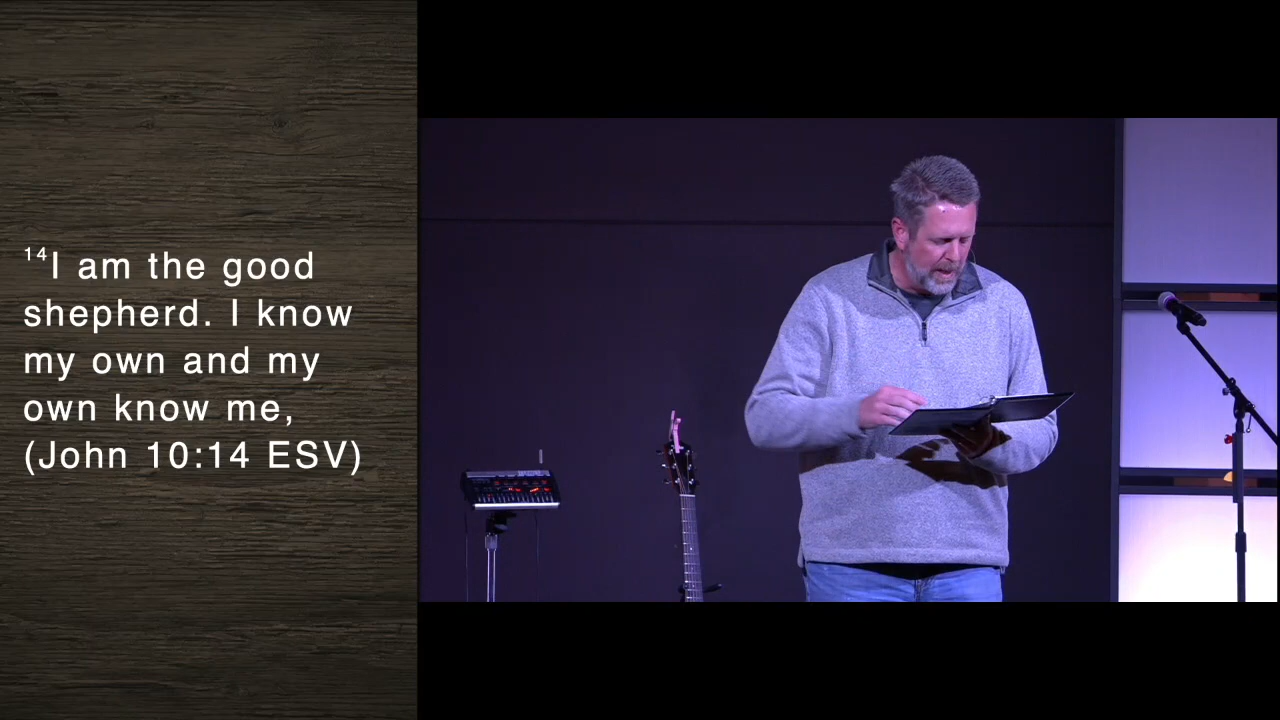 ¹⁴I am the good
shepherd. I know
my own and my
own know me,
(John 10:14 ESV)